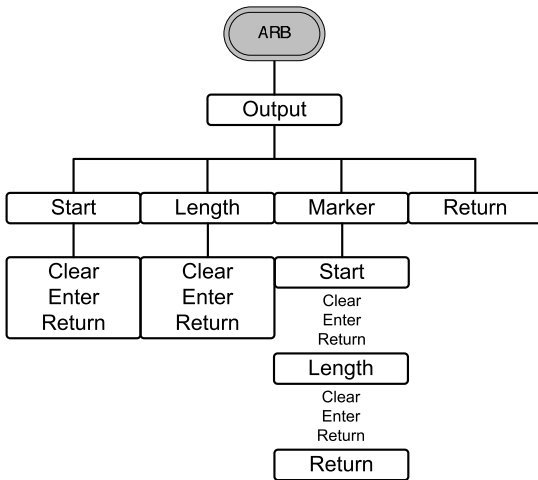 ARB
Output
Start Length Marker Return
Clear
Enter
Return
Clear
Enter
Return
Start
Clear
Enter
Return
Length
Clear
Enter
Return
Return